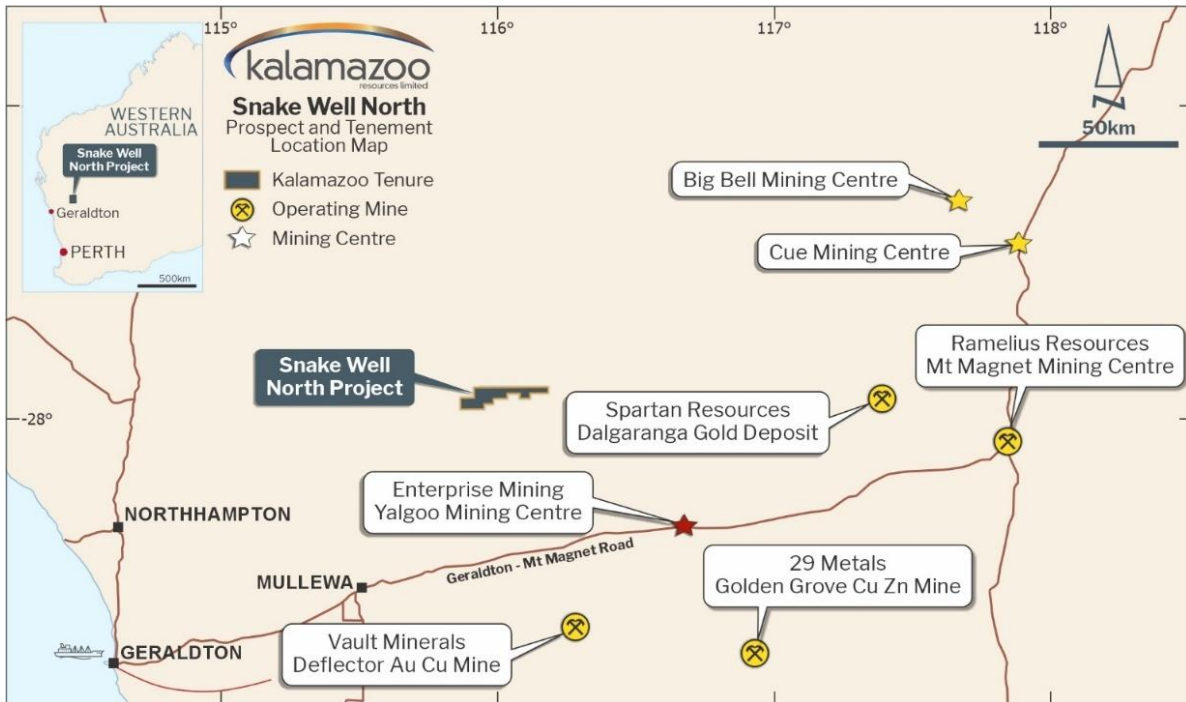 115°
116°
117°
118°
kalamazoo
resources limited
Snake Well North
Prospect and Tenement
Location Map
Kalamazoo Tenure
Operating Mine
Mining Centre
WESTERN
AUSTRALIA
Snake Well
North Project
Geraldton
PERTH
500km
N
50km
Big Bell Mining Centre
Cue Mining Centre
Ramelius Resources
Mt Magnet Mining Centre
Snake Well
North Project
Spartan Resources
Dalgaranga Gold Deposit
-28°
Enterprise Mining
Yalgoo Mining Centre
NORTHHAMPTON
Geraldton - Mt Magnet Road
MULLEWA
29 Metals
Golden Grove Cu Zn Mine
Vault Minerals
Deflector Au Cu Mine
GERALDTON